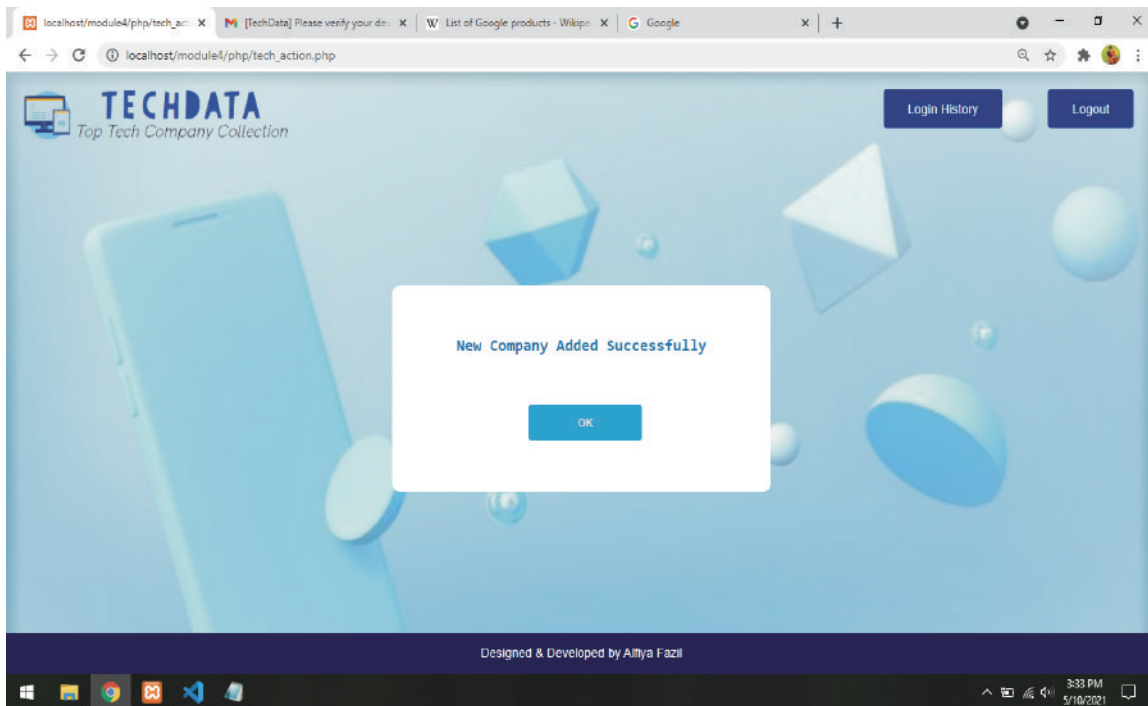 localhost/module4/php/tech_ac
[TechData] Please verify your de
List of Google products - Wikipe
Google
localhost/module4/php/tech_action.php
TECHDATA
Top Tech Company Collection
Login History
Logout
New Company Added Successfully
OK
Designed & Developed by Alfiya Fazil
3:33 PM
5/10/2021